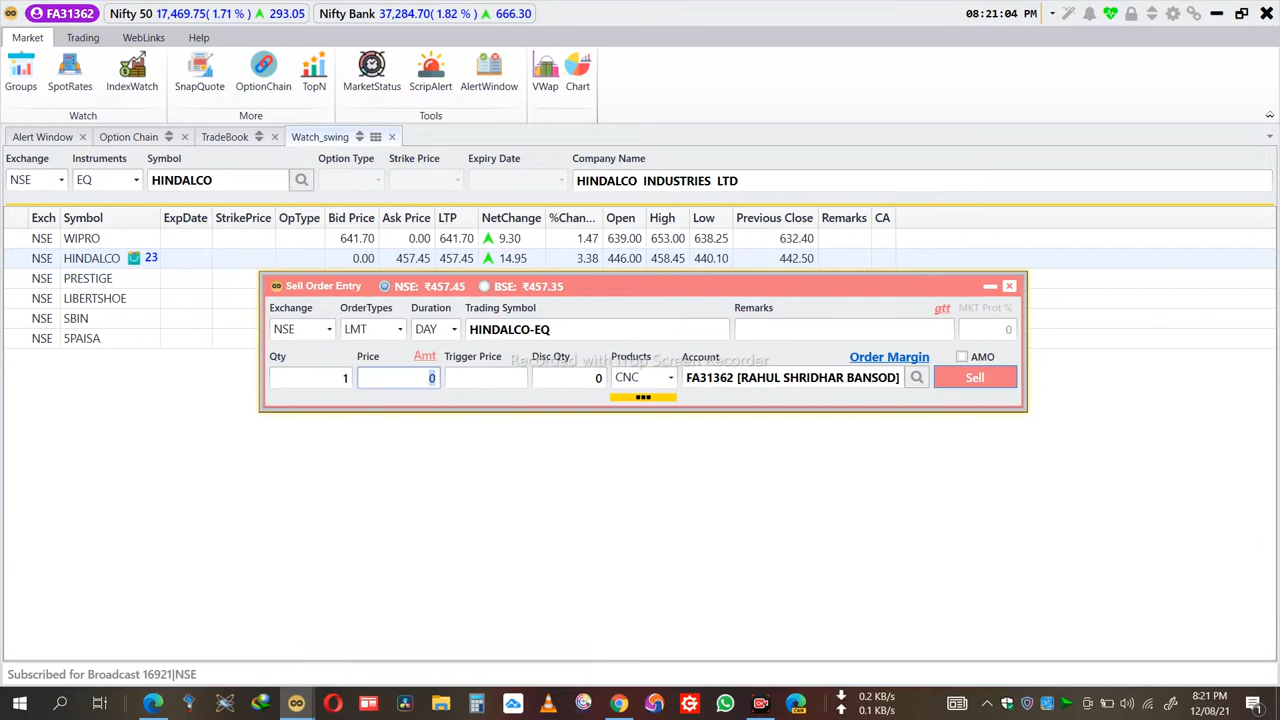 FA31362 Nifty 50 17,469.75( 1.71 % ) 293.05 Nifty Bank 37,284.70( 1.82 % ) 666.30 08:21:04 PM
Market Trading WebLinks Help
Groups SpotRates IndexWatch SnapQuote OptionChain TopN MarketStatus ScripAlert AlertWindow VWap Chart
Watch More Tools
Alert Window Option Chain TradeBook Watch_swing
Exchange Instruments Symbol Option Type Strike Price Expiry Date Company Name
NSE EQ HINDALCO HINDALCO INDUSTRIES LTD
Exch Symbol ExpDate StrikePrice OpType Bid Price Ask Price LTP NetChange %Chan... Open High Low Previous Close Remarks CA
NSE WIPRO 641.70 0.00 641.70 9.30 1.47 639.00 653.00 638.25 632.40
NSE HINDALCO 23 0.00 457.45 457.45 14.95 3.38 446.00 458.45 440.10 442.50
NSE PRESTIGE
NSE LIBERTSHOE
NSE SBIN
NSE 5PAISA
Sell Order Entry NSE: ₹457.45 BSE: ₹457.35
Exchange OrderTypes Duration Trading Symbol Remarks gtt MKT Prot %
NSE LMT DAY HINDALCO-EQ 0
Qty Price Amt Trigger Price Disc.Qty Products Account Order Margin AMO
Recorded with iTop Screen Recorder
1 0 0 CNC FA31362 [RAHUL SHRIDHAR BANSOD] Sell
Subscribed for Broadcast 16921|NSE
0.2 KB/s
0.1 KB/s
8:21 PM
12/08/21